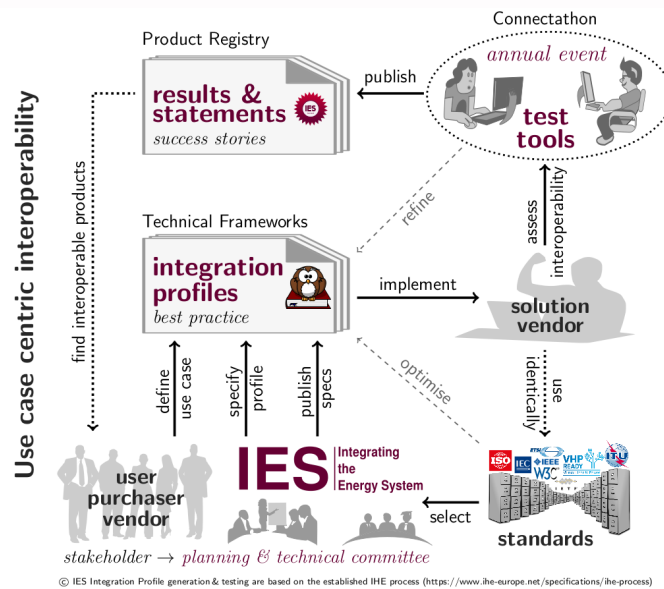 Connectathon
Product Registry
annual event
publish
results &
statements
IES
success stories
test
tools
Use case centric interoperability
find interoperable products
refine
assess
interoperability
Technical Frameworks
integration
profiles
best practice
implement
solution
vendor
define
use case
specify
profile
publish
specs
optimise
use
identically
user
purchaser
vendor
IES
Integrating
the
Energy System
ISO
IEC
IEEE
W3C
VHP
READY
ITU
select
standards
stakeholder → planning & technical committee
© IES Integration Profile generation & testing are based on the established IHE process (https://www.ihe-europe.net/specifications/ihe-process)